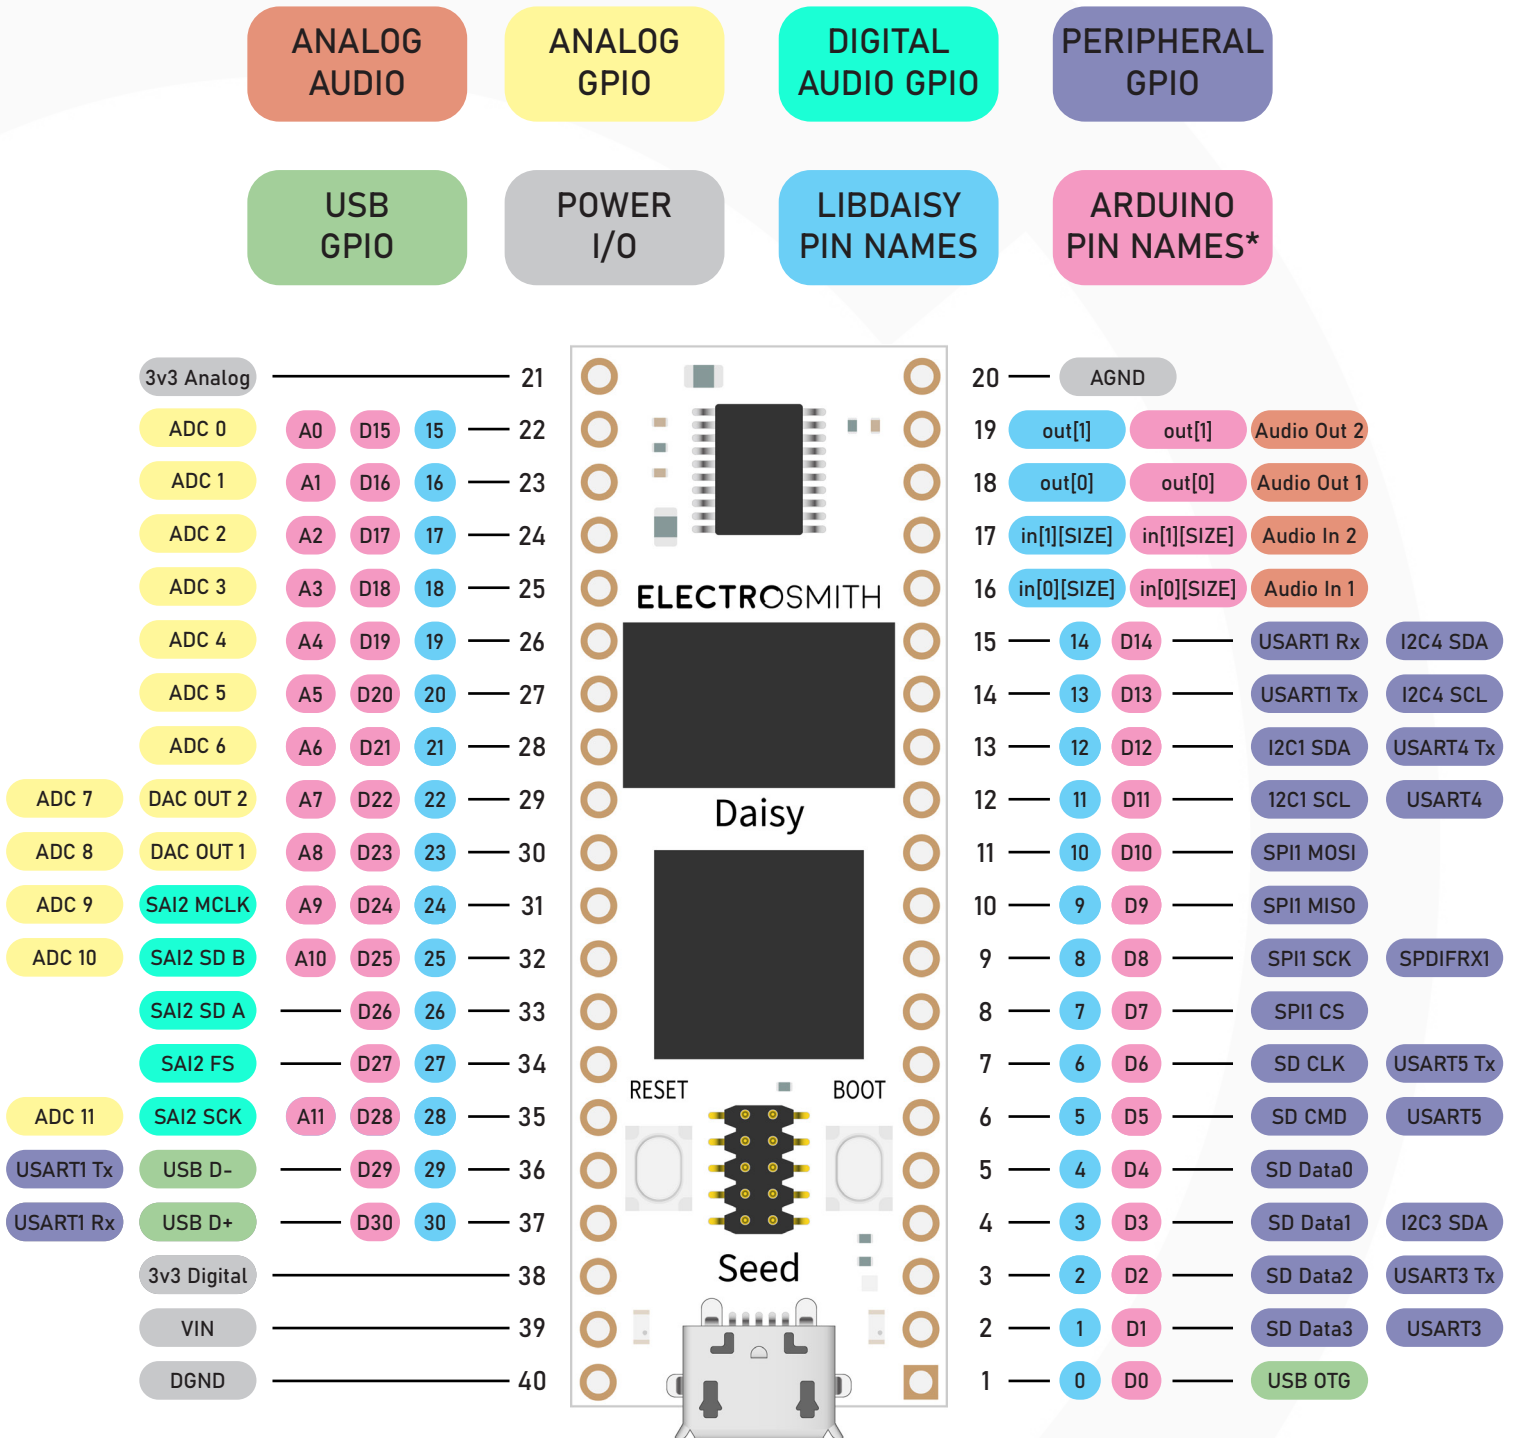 ANALOG
AUDIO
ANALOG
GPIO
DIGITAL
AUDIO GPIO
PERIPHERAL
GPIO
USB
GPIO
POWER
I/O
LIBDAISY
PIN NAMES
ARDUINO
PIN NAMES*
3v3 Analog 21
ADC 0 A0 D15 15 22
ADC 1 A1 D16 16 23
ADC 2 A2 D17 17 24
ADC 3 A3 D18 18 25
ADC 4 A4 D19 19 26
ADC 5 A5 D20 20 27
ADC 6 A6 D21 21 28
ADC 7 DAC OUT 2 A7 D22 22 29
ADC 8 DAC OUT 1 A8 D23 23 30
ADC 9 SAI2 MCLK A9 D24 24 31
ADC 10 SAI2 SD B A10 D25 25 32
SAI2 SD A D26 26 33
SAI2 FS D27 27 34
ADC 11 SAI2 SCK A11 D28 28 35
USART1 Tx USB D- D29 29 36
USART1 Rx USB D+ D30 30 37
3v3 Digital 38
VIN 39
DGND 40
ELECTROSMITH
Daisy
RESET BOOT
Seed
20 AGND
19 out[1] out[1] Audio Out 2
18 out[0] out[0] Audio Out 1
17 in[1][SIZE] in[1][SIZE] Audio In 2
16 in[0][SIZE] in[0][SIZE] Audio In 1
15 14 D14 USART1 Rx I2C4 SDA
14 13 D13 USART1 Tx I2C4 SCL
13 12 D12 I2C1 SDA USART4 Tx
12 11 D11 12C1 SCL USART4
11 10 D10 SPI1 MOSI
10 9 D9 SPI1 MISO
9 8 D8 SPI1 SCK SPDIFRX1
8 7 D7 SPI1 CS
7 6 D6 SD CLK USART5 Tx
6 5 D5 SD CMD USART5
5 4 D4 SD Data0
4 3 D3 SD Data1 I2C3 SDA
3 2 D2 SD Data2 USART3 Tx
2 1 D1 SD Data3 USART3
1 0 D0 USB OTG